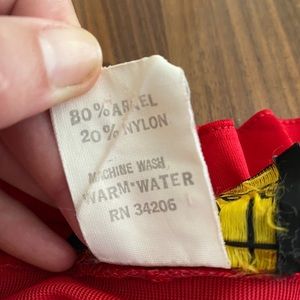 80% ARNEL
20% NYLON
MACHINE WASH
WARM WATER
RN 34206